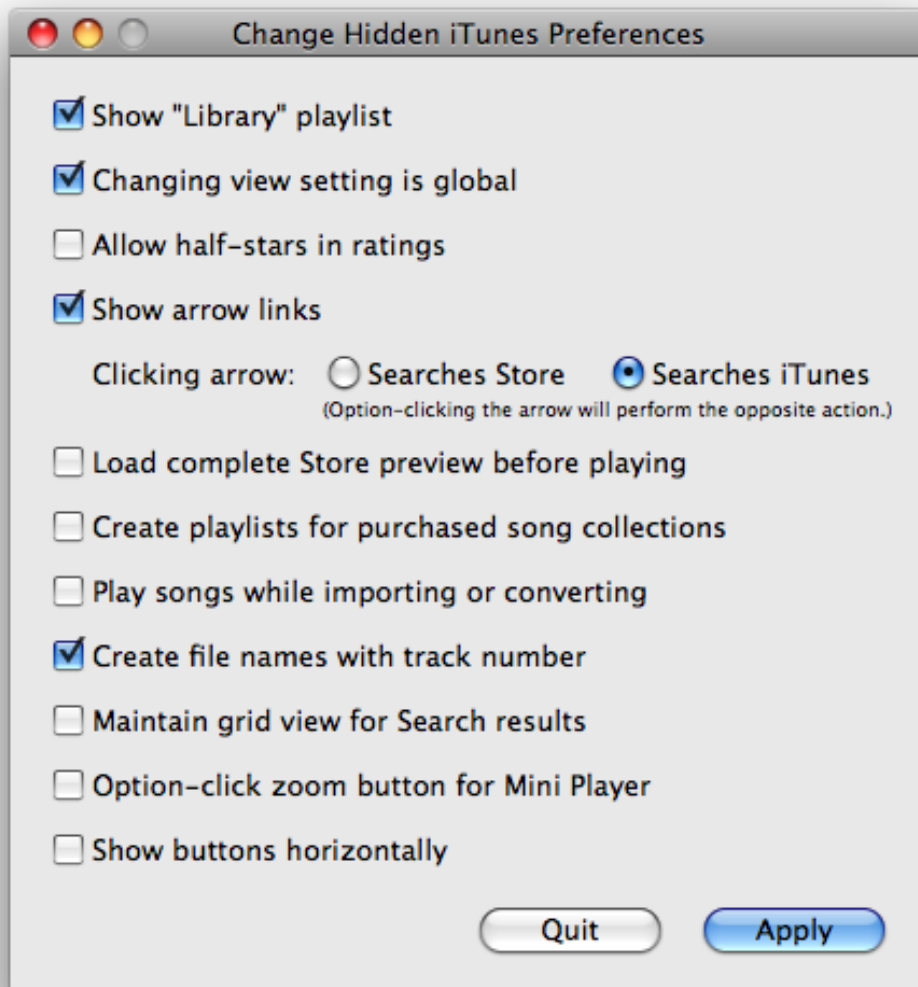 Change Hidden iTunes Preferences
Show "Library" playlist
Changing view setting is global
Allow half-stars in ratings
Show arrow links
Clicking arrow: Searches Store Searches iTunes
(Option-clicking the arrow will perform the opposite action.)
Load complete Store preview before playing
Create playlists for purchased song collections
Play songs while importing or converting
Create file names with track number
Maintain grid view for Search results
Option-click zoom button for Mini Player
Show buttons horizontally
Quit Apply